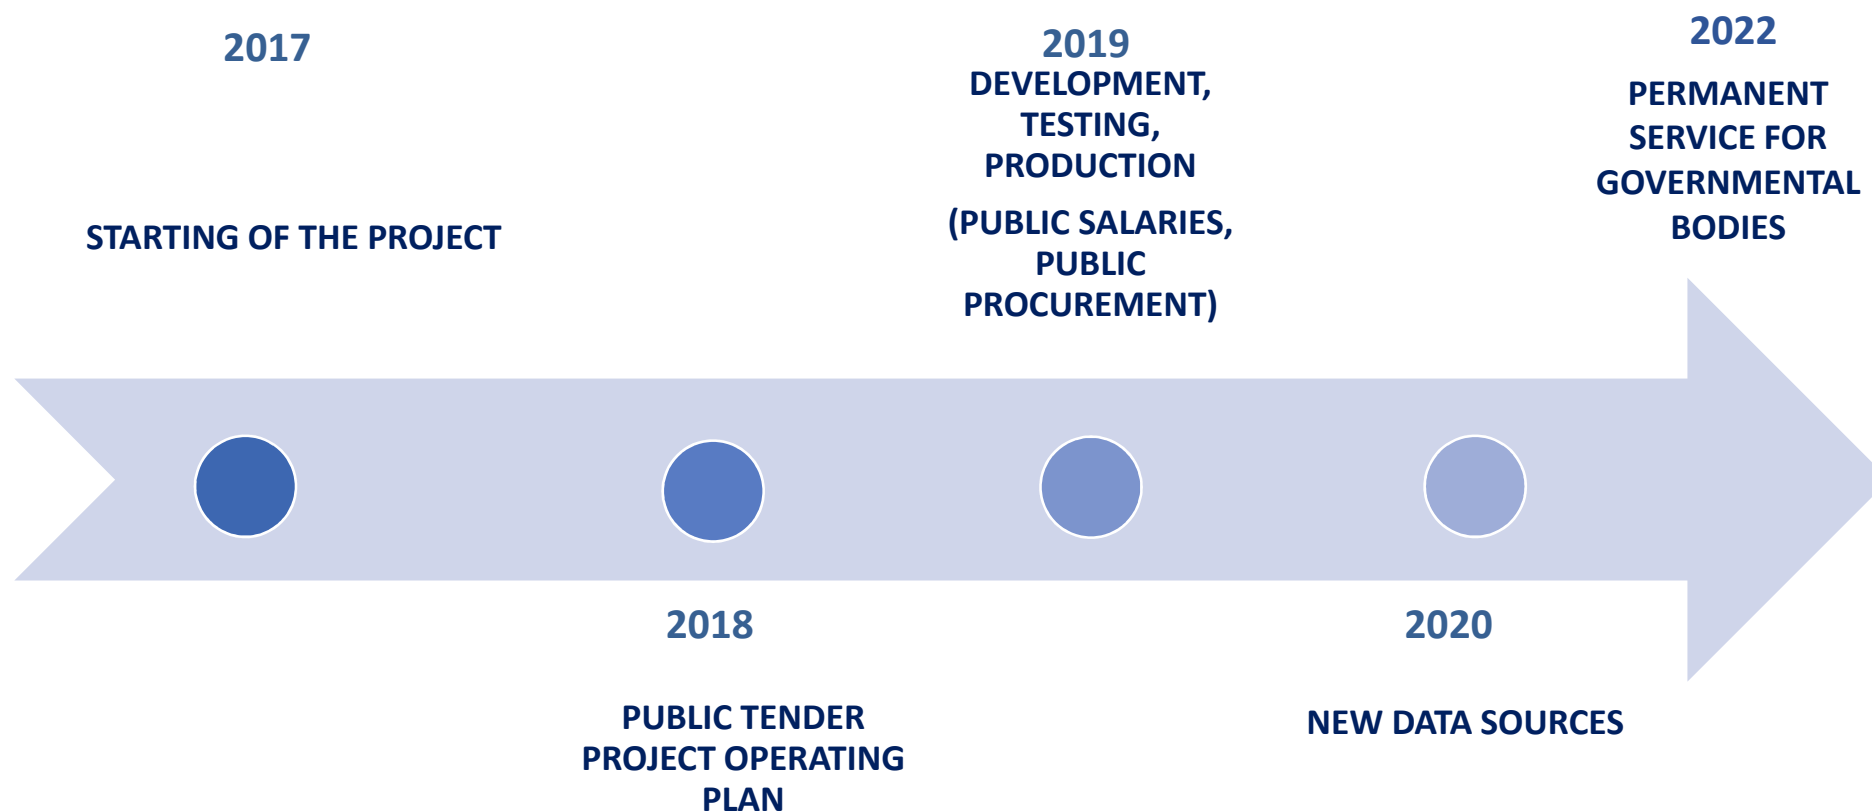 2017
STARTING OF THE PROJECT
2018
PUBLIC TENDER
PROJECT OPERATING
PLAN
2019
DEVELOPMENT,
TESTING,
PRODUCTION
(PUBLIC SALARIES,
PUBLIC
PROCUREMENT)
2020
NEW DATA SOURCES
2022
PERMANENT
SERVICE FOR
GOVERNMENTAL
BODIES